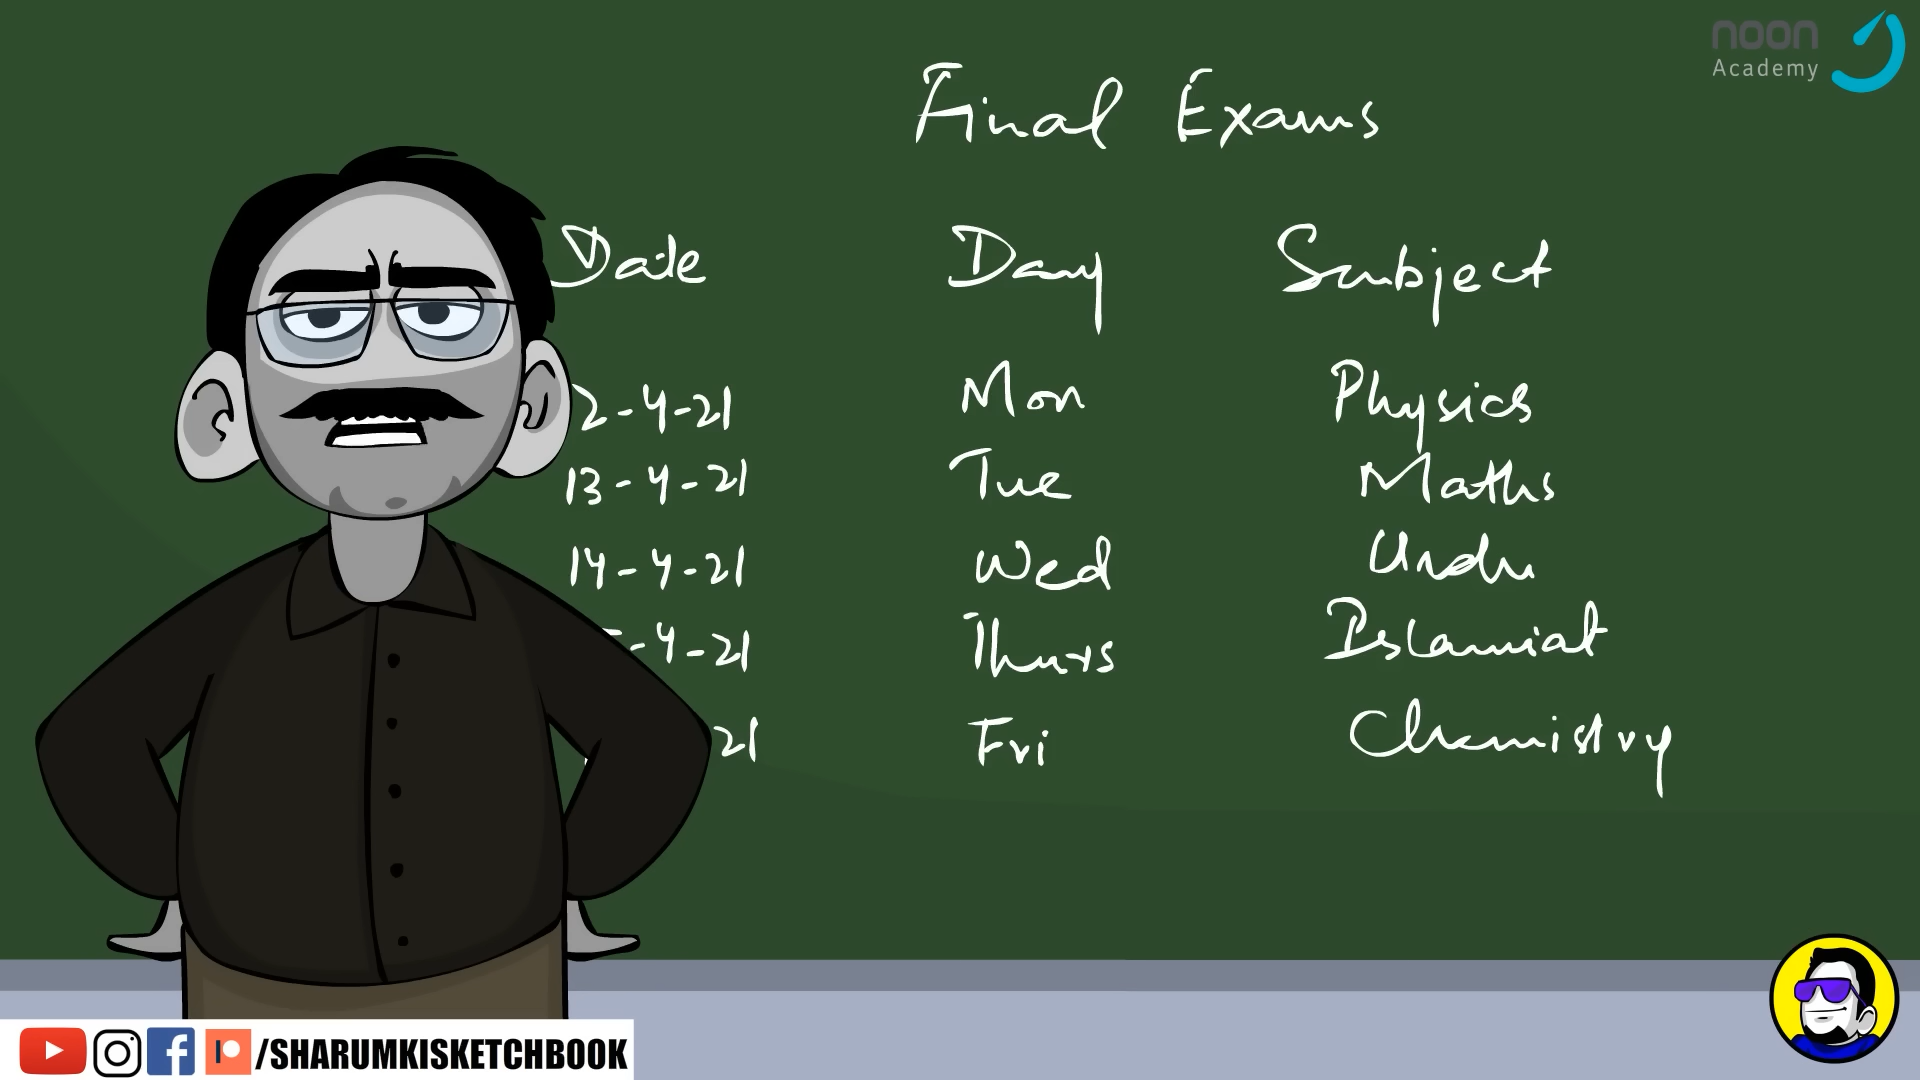 noon
Academy
Final Exams
Date Day Subject
2-4-21 Mon Physics
13-4-21 Tue Maths
14-4-21 Wed Urdu
-4-21 Thurs Islamiat
21 Fri Chemistry
/SHARUMKISKETCHBOOK